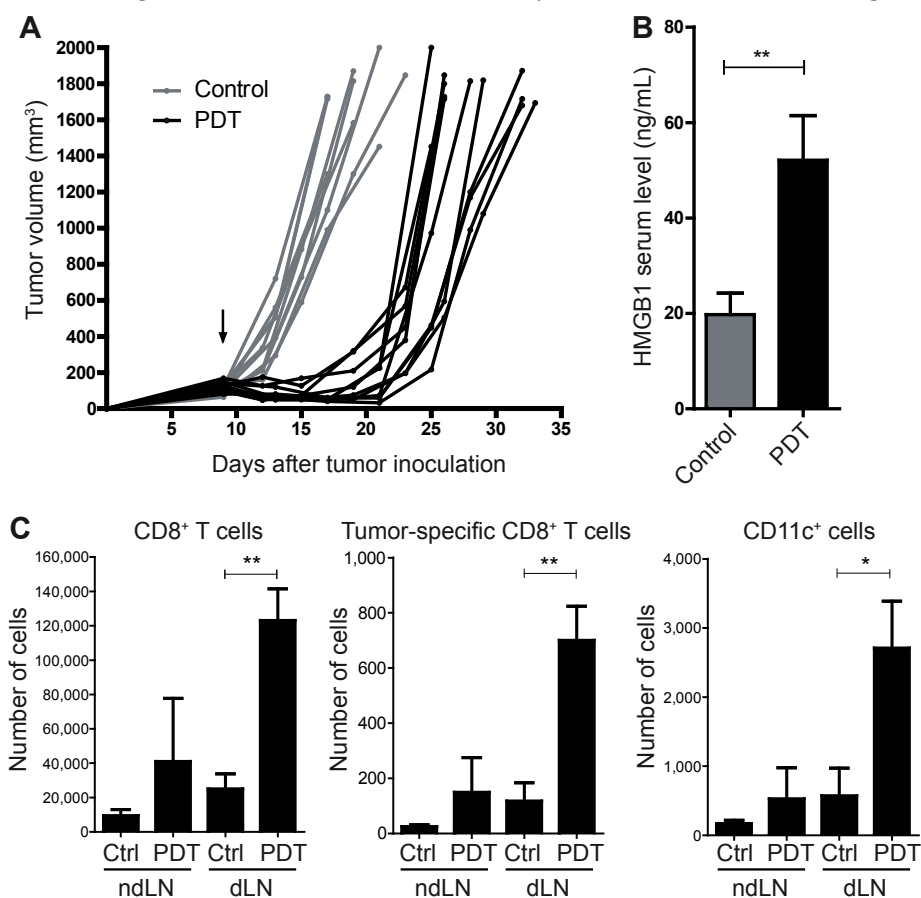 A
Tumor volume (mm³)
2000
1800
1600
1400
1200
1000
800
600
400
200
0
Control
PDT
5 10 15 20 25 30 35
Days after tumor inoculation
B
HMGB1 serum level (ng/mL)
80
60
40
20
0
**
Control PDT
C
CD8⁺ T cells
Number of cells
160,000
140,000
120,000
100,000
80,000
60,000
40,000
20,000
0
**
Ctrl PDT Ctrl PDT
ndLN dLN
Tumor-specific CD8⁺ T cells
Number of cells
1,000
800
600
400
200
0
**
Ctrl PDT Ctrl PDT
ndLN dLN
CD11c⁺ cells
Number of cells
4,000
3,000
2,000
1,000
0
*
Ctrl PDT Ctrl PDT
ndLN dLN